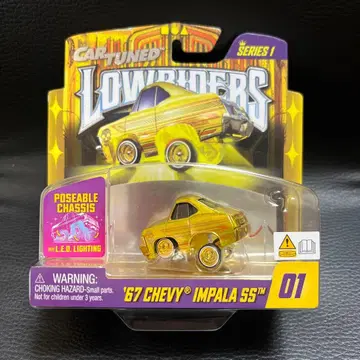 CARTUNED
SERIES 1
LOWRIDERS
POSEABLE
CHASSIS
WITH L.E.D. LIGHTING
WARNING:
CHOKING HAZARD-Small parts.
Not for children under 3 years.
'67 CHEVY® IMPALA SS™
01